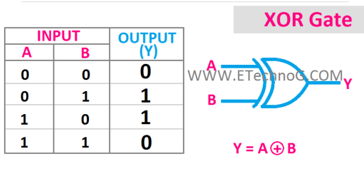 XOR Gate
INPUT OUTPUT
A B (Y)
0 0 0
0 1 1
1 0 1
1 1 0
A
WWW.ETechnoG.COM
Y
B
Y = A ⊕ B